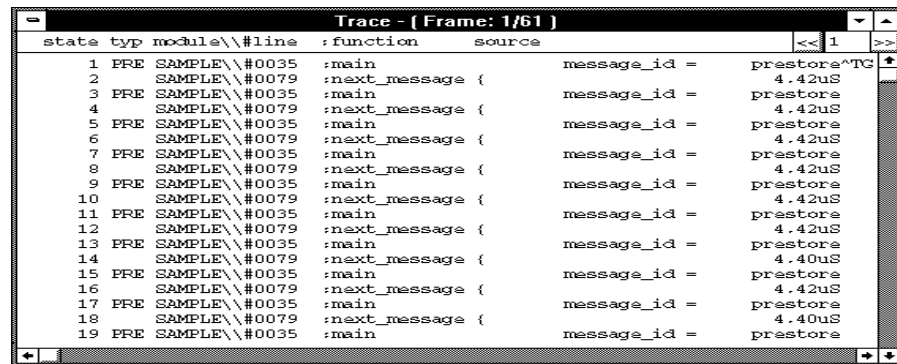 Trace - ( Frame: 1/61 )
state typ module\\#line :function source << 1 >>
1 PRE SAMPLE\\#0035 :main message_id = prestore^TG
2 SAMPLE\\#0079 :next_message { 4.42uS
3 PRE SAMPLE\\#0035 :main message_id = prestore
4 SAMPLE\\#0079 :next_message { 4.42uS
5 PRE SAMPLE\\#0035 :main message_id = prestore
6 SAMPLE\\#0079 :next_message { 4.42uS
7 PRE SAMPLE\\#0035 :main message_id = prestore
8 SAMPLE\\#0079 :next_message { 4.42uS
9 PRE SAMPLE\\#0035 :main message_id = prestore
10 SAMPLE\\#0079 :next_message { 4.42uS
11 PRE SAMPLE\\#0035 :main message_id = prestore
12 SAMPLE\\#0079 :next_message { 4.42uS
13 PRE SAMPLE\\#0035 :main message_id = prestore
14 SAMPLE\\#0079 :next_message { 4.40uS
15 PRE SAMPLE\\#0035 :main message_id = prestore
16 SAMPLE\\#0079 :next_message { 4.42uS
17 PRE SAMPLE\\#0035 :main message_id = prestore
18 SAMPLE\\#0079 :next_message { 4.40uS
19 PRE SAMPLE\\#0035 :main message_id = prestore